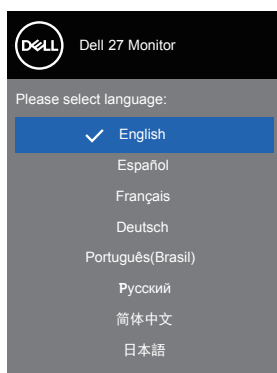 DELL
Dell 27 Monitor
Please select language:
English
Español
Français
Deutsch
Português(Brasil)
Русский
简体中文
日本語